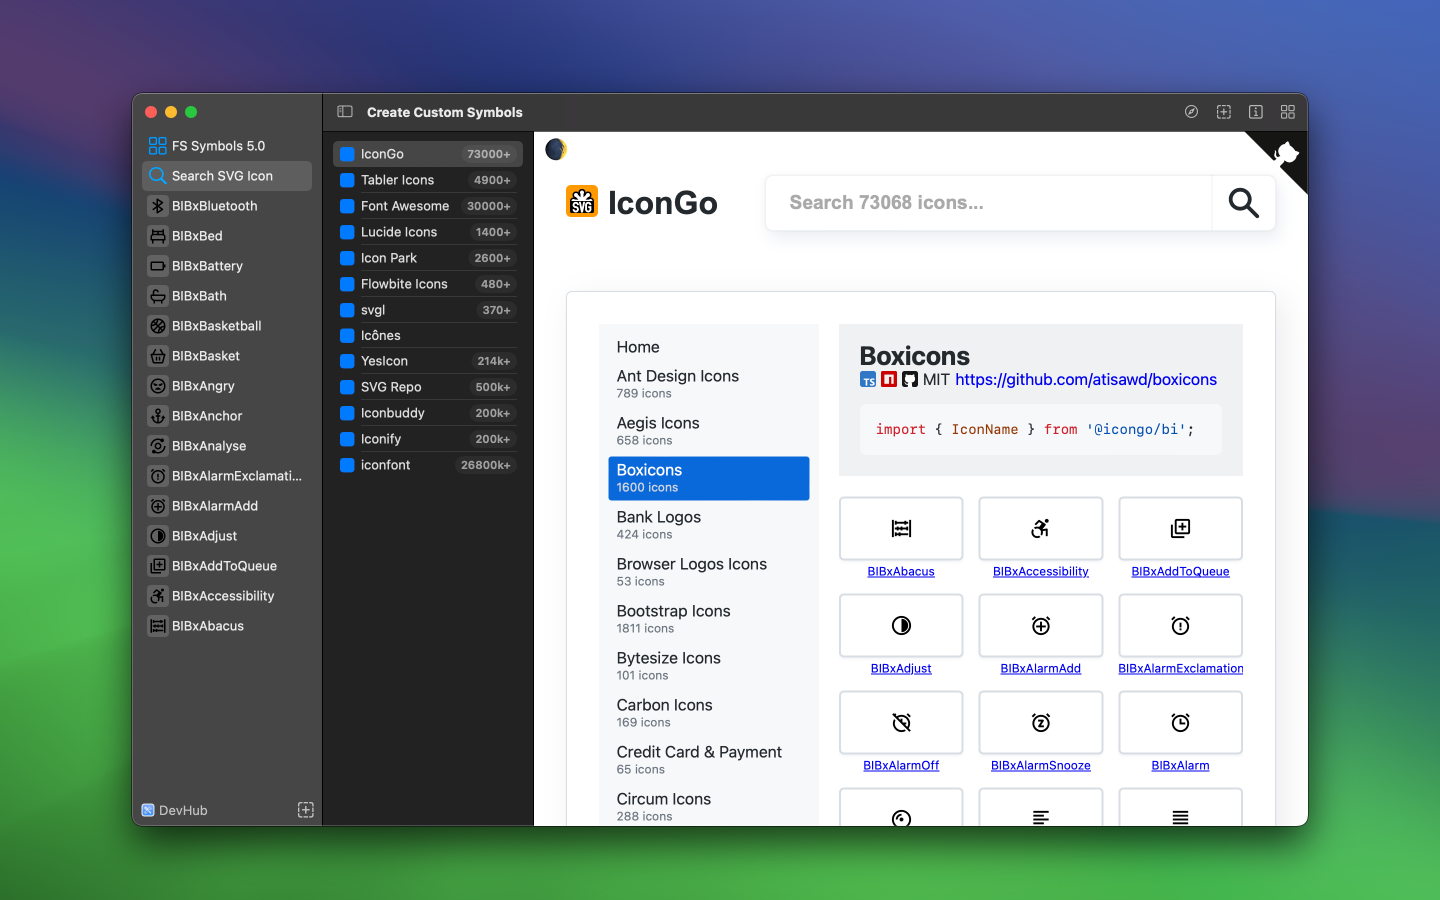 Create Custom Symbols
FS Symbols 5.0
Search SVG Icon
BIBxBluetooth
BIBxBed
BIBxBattery
BIBxBath
BIBxBasketball
BIBxBasket
BIBxAngry
BIBxAnchor
BIBxAnalyse
BIBxAlarmExclamati...
BIBxAlarmAdd
BIBxAdjust
BIBxAddToQueue
BIBxAccessibility
BIBxAbacus
DevHub
IconGo 73000+
Tabler Icons 4900+
Font Awesome 30000+
Lucide Icons 1400+
Icon Park 2600+
Flowbite Icons 480+
svgl 370+
Icônes
YesIcon 214k+
SVG Repo 500k+
Iconbuddy 200k+
Iconify 200k+
iconfont 26800k+
SVG IconGo
Search 73068 icons...
Home
Ant Design Icons
789 icons
Aegis Icons
658 icons
Boxicons
1600 icons
Bank Logos
424 icons
Browser Logos Icons
53 icons
Bootstrap Icons
1811 icons
Bytesize Icons
101 icons
Carbon Icons
169 icons
Credit Card & Payment
65 icons
Circum Icons
288 icons
Boxicons
TS MIT https://github.com/atisawd/boxicons
import { IconName } from '@icongo/bi';
BIBxAbacus BIBxAccessibility BIBxAddToQueue
BIBxAdjust BIBxAlarmAdd BIBxAlarmExclamation
BIBxAlarmOff BIBxAlarmSnooze BIBxAlarm